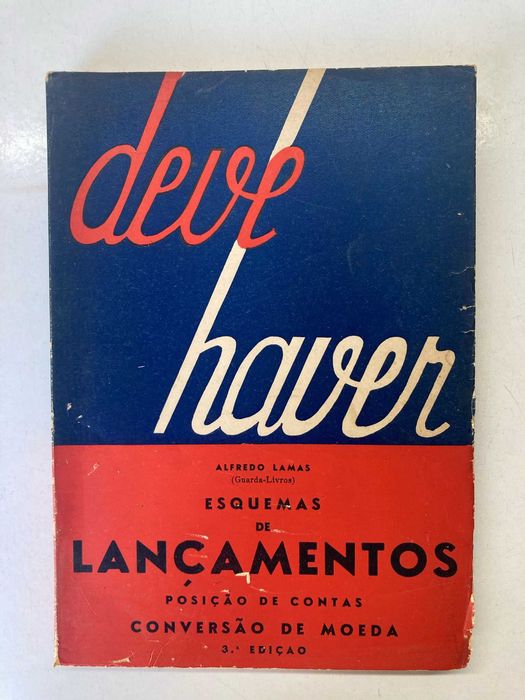 deve
haver
ALFREDO LAMAS
(Guarda-Livros)
ESQUEMAS
DE
LANÇAMENTOS
POSIÇÃO DE CONTAS
CONVERSÃO DE MOEDA
3.ª EDIÇÃO